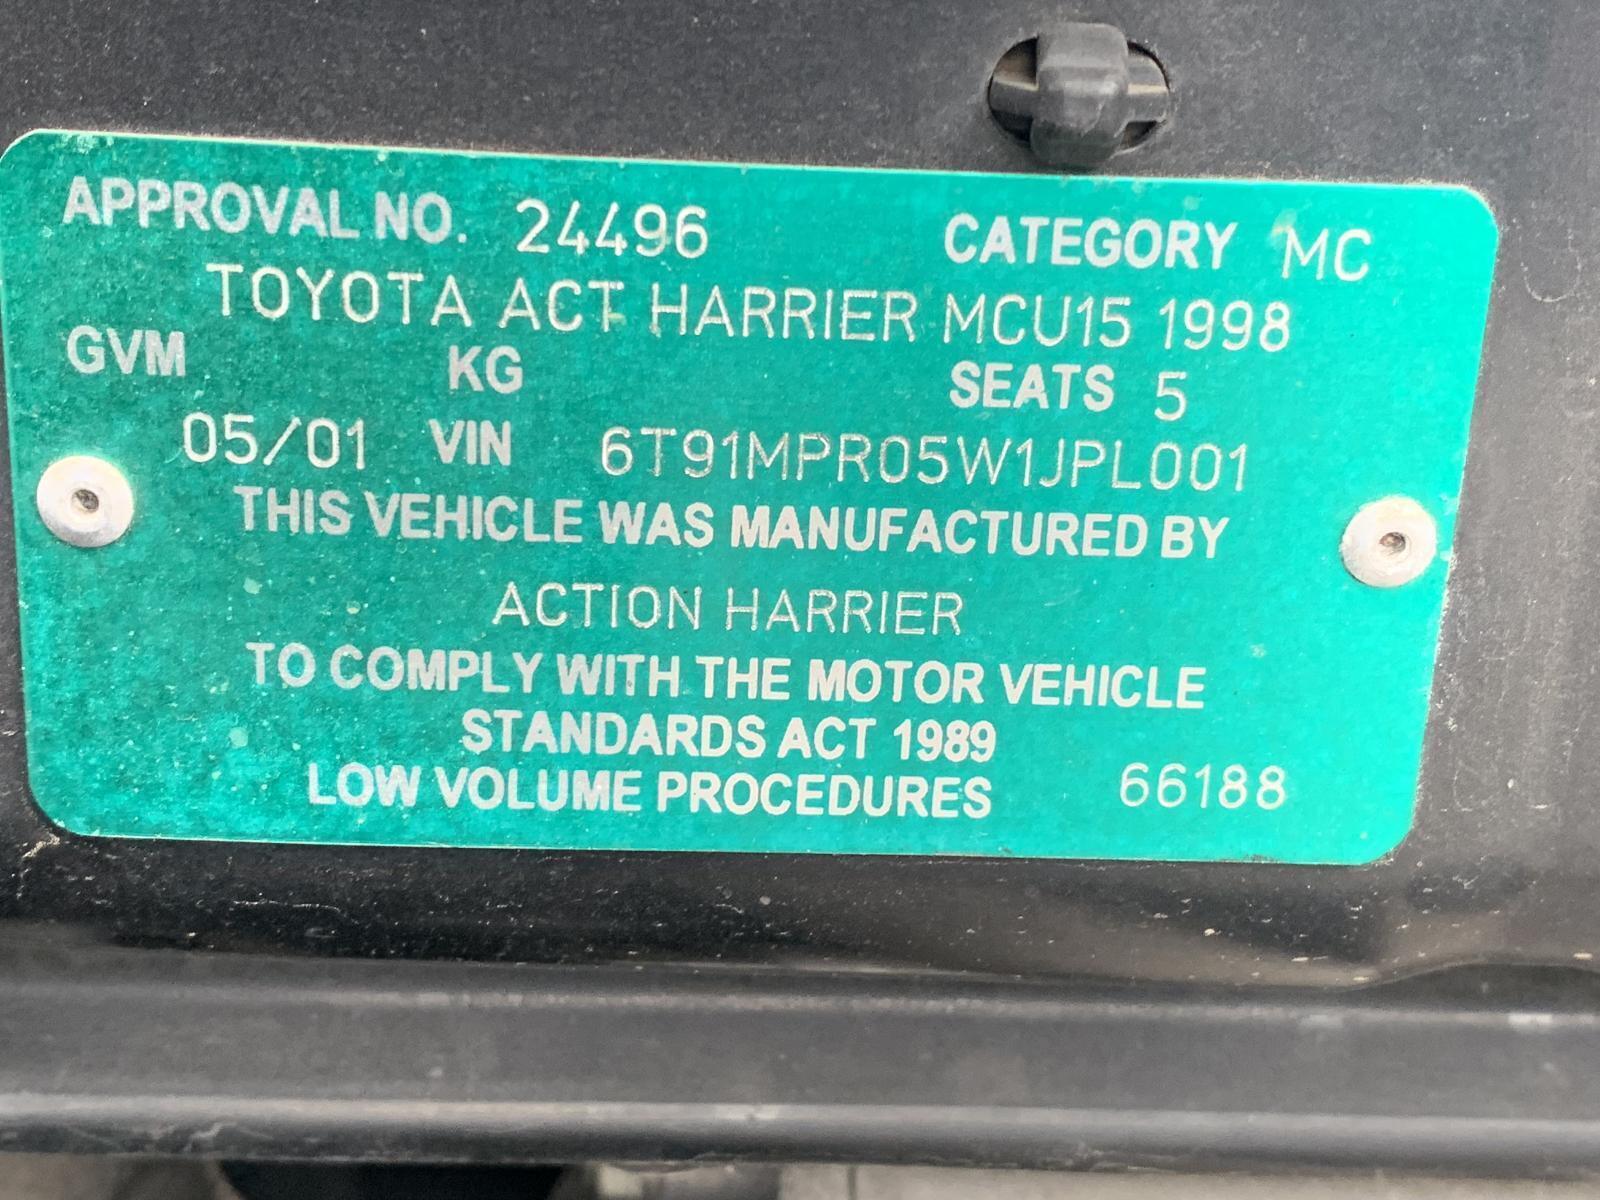 APPROVAL NO. 24496 CATEGORY MC
TOYOTA ACT HARRIER MCU15 1998
GVM KG SEATS 5
05/01 VIN 6T91MPR05W1JPL001
THIS VEHICLE WAS MANUFACTURED BY
ACTION HARRIER
TO COMPLY WITH THE MOTOR VEHICLE
STANDARDS ACT 1989
LOW VOLUME PROCEDURES 66188